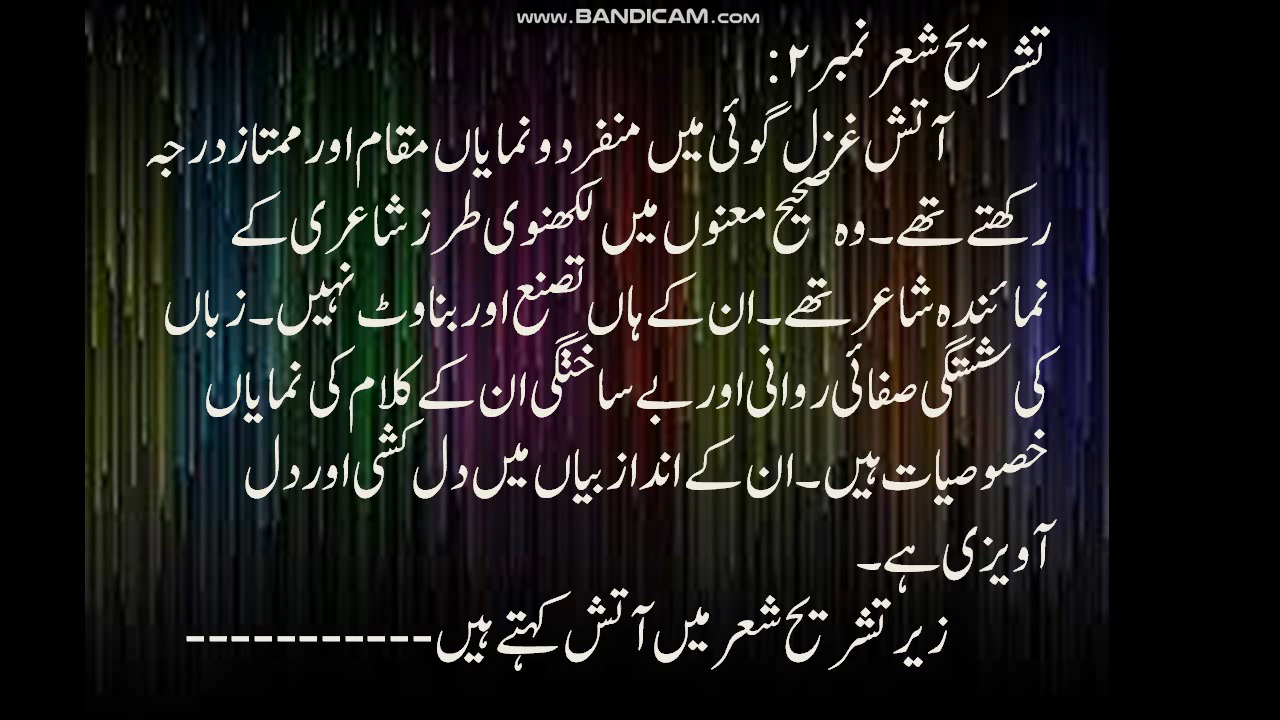 www.BANDICAM.com
تشریح شعر نمبر ۲:
آتش غزل گوئی میں منفرد و نمایاں مقام اور ممتاز درجہ
رکھتے تھے۔ وہ صحیح معنوں میں لکھنوی طرز شاعری کے
نمائندہ شاعر تھے۔ ان کے ہاں تصنع اور بناوٹ نہیں۔ زباں
کی شستگی صفائی روانی اور بے ساختگی ان کے کلام کی نمایاں
خصوصیات ہیں۔ ان کے انداز بیاں میں دل کشی اور دل
آویزی ہے۔
زیر تشریح شعر میں آتش کہتے ہیں-----------